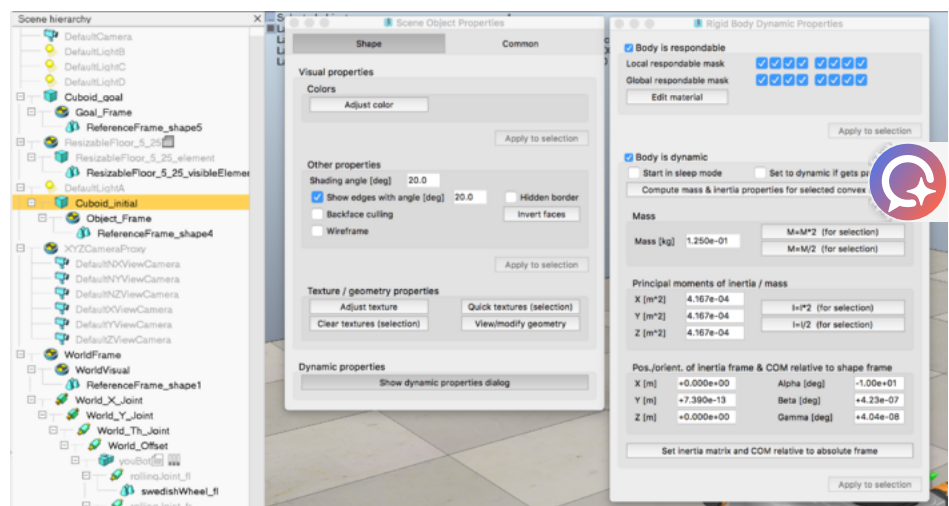 Scene hierarchy
DefaultCamera
DefaultLightB
DefaultLightC
DefaultLightD
Cuboid_goal
Goal_Frame
ReferenceFrame_shape5
ResizableFloor_5_25
ResizableFloor_5_25_element
ResizableFloor_5_25_visibleElemer
DefaultLightA
Cuboid_initial
Object_Frame
ReferenceFrame_shape4
XYZCameraProxy
DefaultNXViewCamera
DefaultNYViewCamera
DefaultNZViewCamera
DefaultXViewCamera
DefaultYViewCamera
DefaultZViewCamera
WorldFrame
WorldVisual
ReferenceFrame_shape1
World_X_Joint
World_Y_Joint
World_Th_Joint
World_Offset
youBot
rollingJoint_fl
swedishWheel_fl
Scene Object Properties
Shape Common
Visual properties
Colors
Adjust color
Apply to selection
Other properties
Shading angle [deg] 20.0
Show edges with angle [deg] 20.0 Hidden border
Backface culling Invert faces
Wireframe
Apply to selection
Texture / geometry properties
Adjust texture Quick textures (selection)
Clear textures (selection) View/modify geometry
Dynamic properties
Show dynamic properties dialog
Rigid Body Dynamic Properties
Body is respondable
Local respondable mask
Global respondable mask
Edit material
Apply to selection
Body is dynamic
Start in sleep mode Set to dynamic if gets
Compute mass & inertia properties for selected convex
Mass
Mass [kg] 1.250e-01 M=M*2 (for selection)
M=M/2 (for selection)
Principal moments of inertia / mass
X [m^2] 4.167e-04 I=I*2 (for selection)
Y [m^2] 4.167e-04 I=I/2 (for selection)
Z [m^2] 4.167e-04
Pos./orient. of inertia frame & COM relative to shape frame
X [m] +0.000e+00 Alpha [deg] -1.00e+01
Y [m] +7.390e-13 Beta [deg] +4.23e-07
Z [m] +0.000e+00 Gamma [deg] +4.04e-08
Set inertia matrix and COM relative to absolute frame
Apply to selection